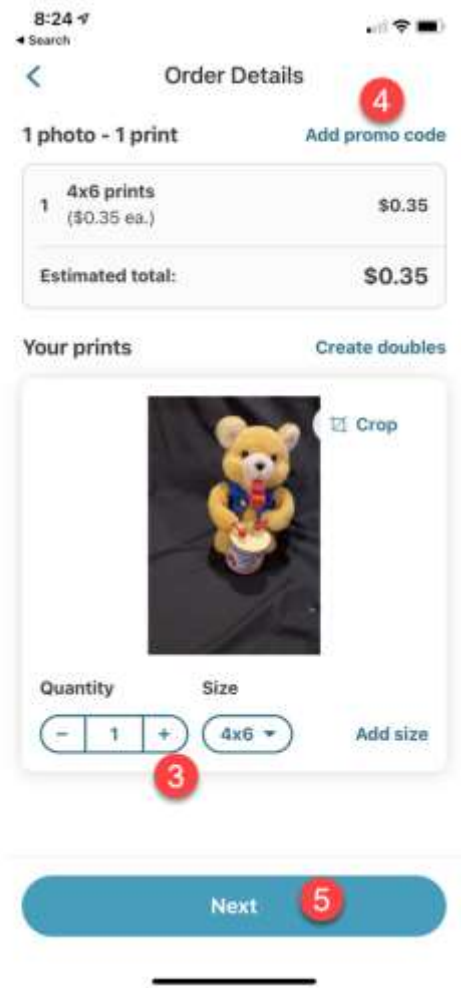 8:24
Search
Order Details
4
1 photo - 1 print
Add promo code
1
4x6 prints
($0.35 ea.)
$0.35
Estimated total:
$0.35
Your prints
Create doubles
Crop
Quantity
Size
- 1 +
4x6
Add size
3
Next
5